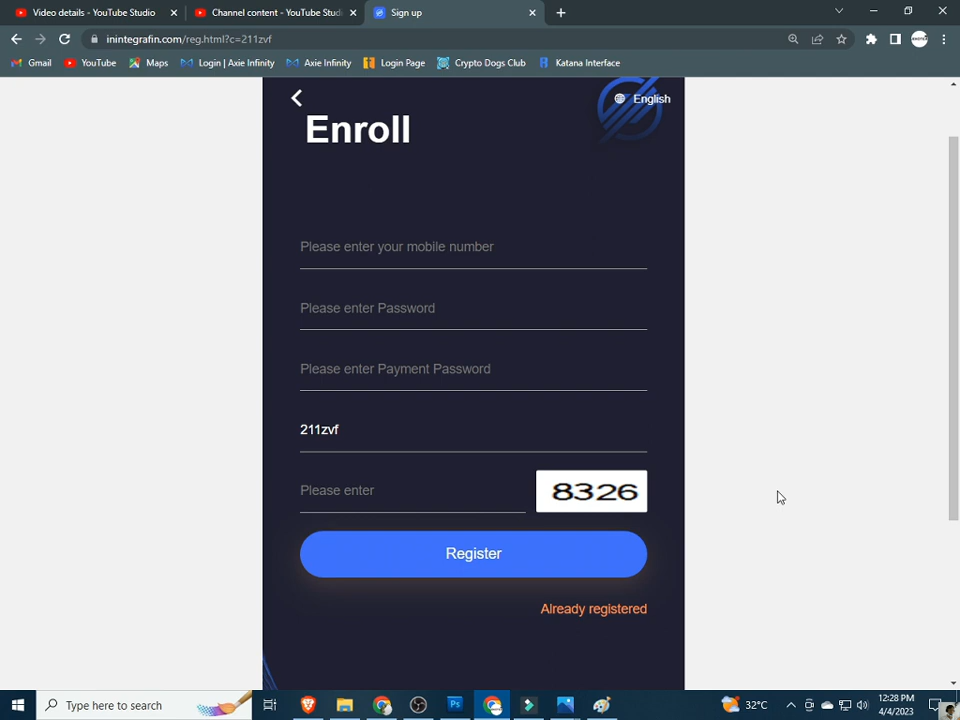 Video details - YouTube Studio
Channel content - YouTube Stud
Sign up
inintegrafin.com/reg.html?c=211zvf
Gmail
YouTube
Maps
Login | Axie Infinity
Axie Infinity
Login Page
Crypto Dogs Club
Katana Interface
English
Enroll
Please enter your mobile number
Please enter Password
Please enter Payment Password
211zvf
Please enter
8326
Register
Already registered
Type here to search
Ps
32°C
12:28 PM
4/4/2023